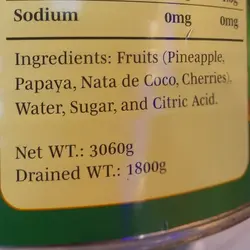 Sodium 0mg 0mg
Ingredients: Fruits (Pineapple,
Papaya, Nata de Coco, Cherries).
Water, Sugar, and Citric Acid.
Net WT.: 3060g
Drained WT.: 1800g